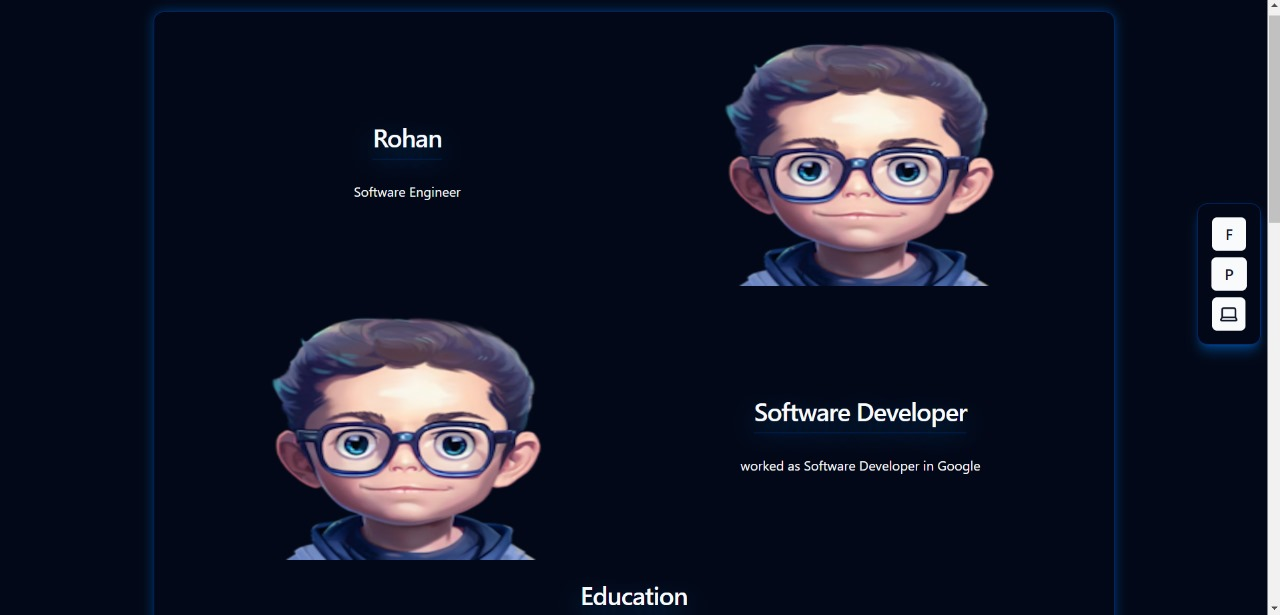 Rohan
Software Engineer
F
P
Software Developer
worked as Software Developer in Google
Education